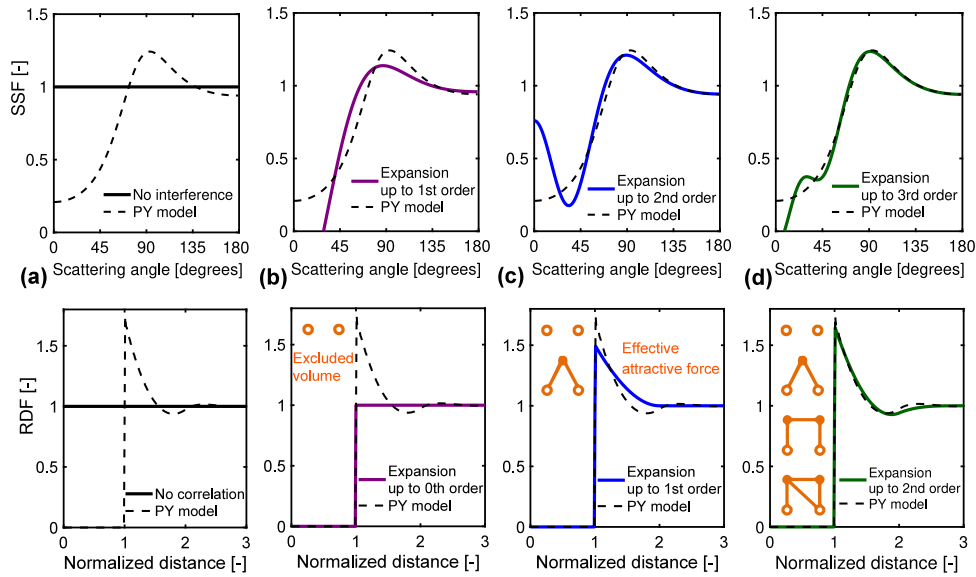 SSF [-]
1.5
1
0.5
0
No interference
PY model
0 45 90 135 180
(a) Scattering angle [degrees]
1.5
1
0.5
0
Expansion
up to 1st order
PY model
0 45 90 135 180
(b) Scattering angle [degrees]
1.5
1
0.5
0
Expansion
up to 2nd order
PY model
0 45 90 135 180
(c) Scattering angle [degrees]
1.5
1
0.5
0
Expansion
up to 3rd order
PY model
0 45 90 135 180
(d) Scattering angle [degrees]
RDF [-]
1.5
1
0.5
0
No correlation
PY model
0 1 2 3
Normalized distance [-]
1.5
1
0.5
0
Excluded
volume
Expansion
up to 0th order
PY model
0 1 2 3
Normalized distance [-]
1.5
1
0.5
0
Effective
attractive force
Expansion
up to 1st order
PY model
0 1 2 3
Normalized distance [-]
1.5
1
0.5
0
Expansion
up to 2nd order
PY model
0 1 2 3
Normalized distance [-]